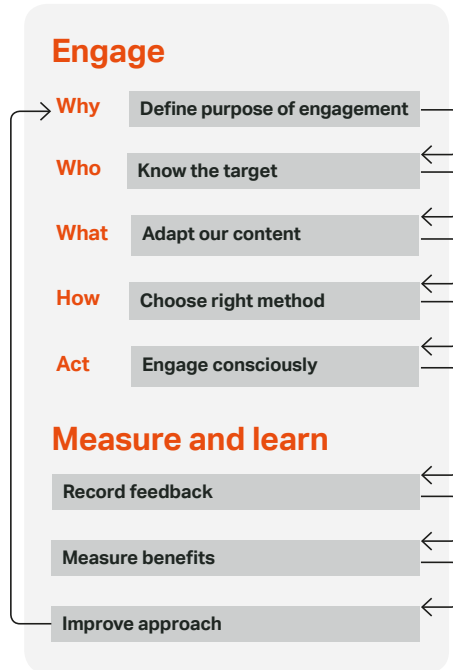 Engage
Why Define purpose of engagement
Who Know the target
What Adapt our content
How Choose right method
Act Engage consciously
Measure and learn
Record feedback
Measure benefits
Improve approach